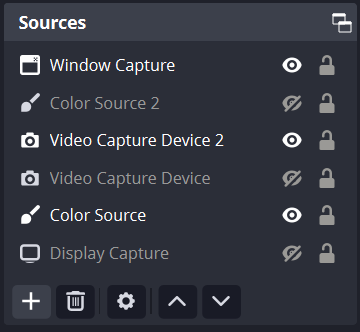 Sources
Window Capture
Color Source 2
Video Capture Device 2
Video Capture Device
Color Source
Display Capture